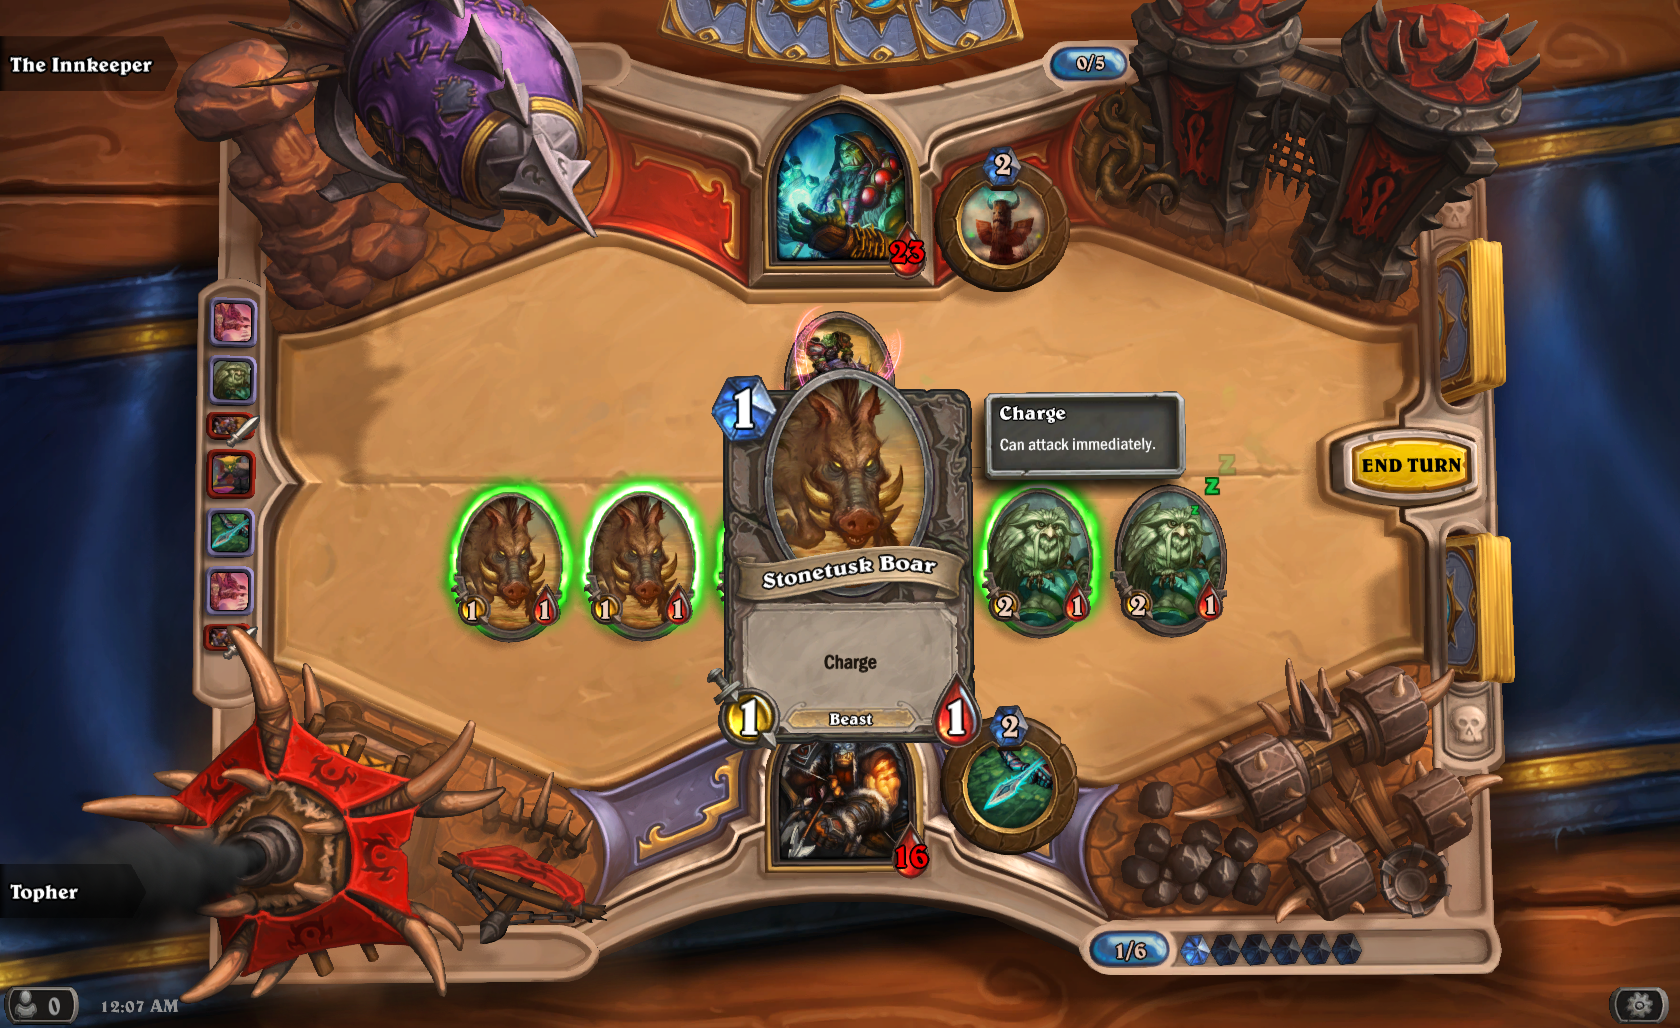 The Innkeeper
0/5
2
23
1
Charge
Can attack immediately.
END TURN
z
z
z
Stonetusk Boar
1
1
1
1
2
1
2
1
Charge
1
Beast
1
2
16
Topher
1/6
0
12:07 AM